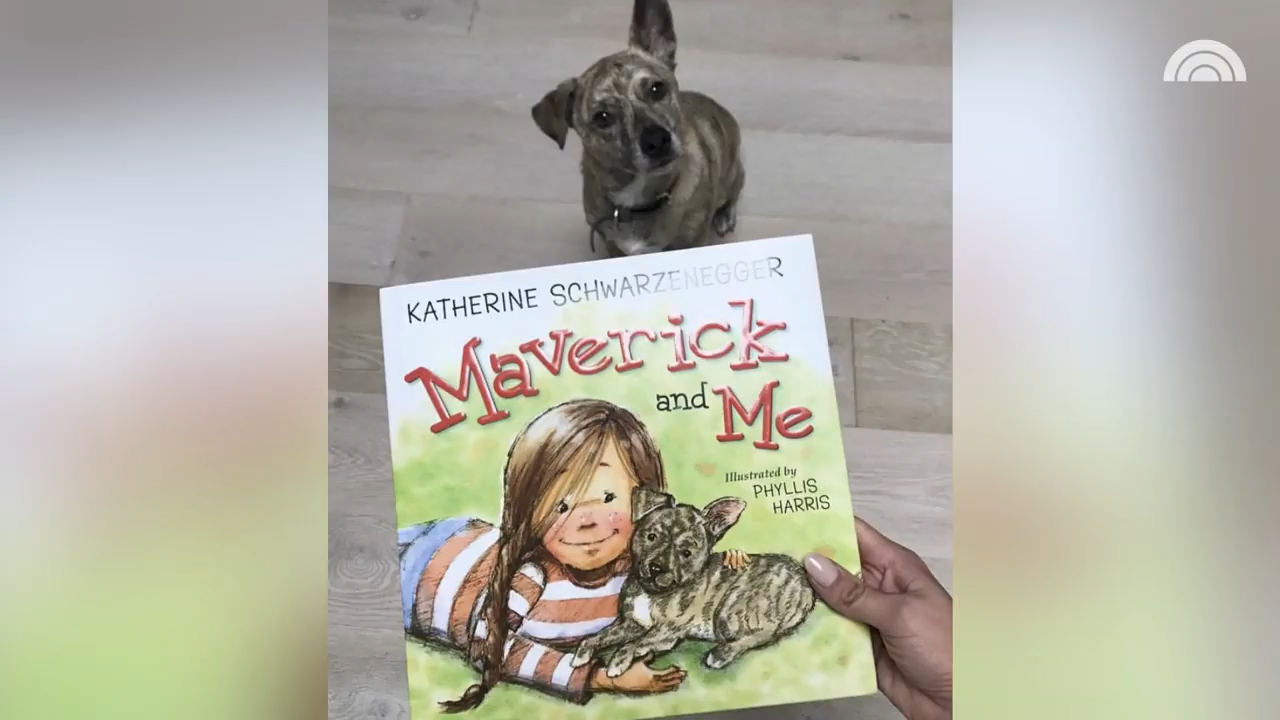 KATHERINE SCHWARZENEGGER
Maverick
and Me
Illustrated by
PHYLLIS
HARRIS